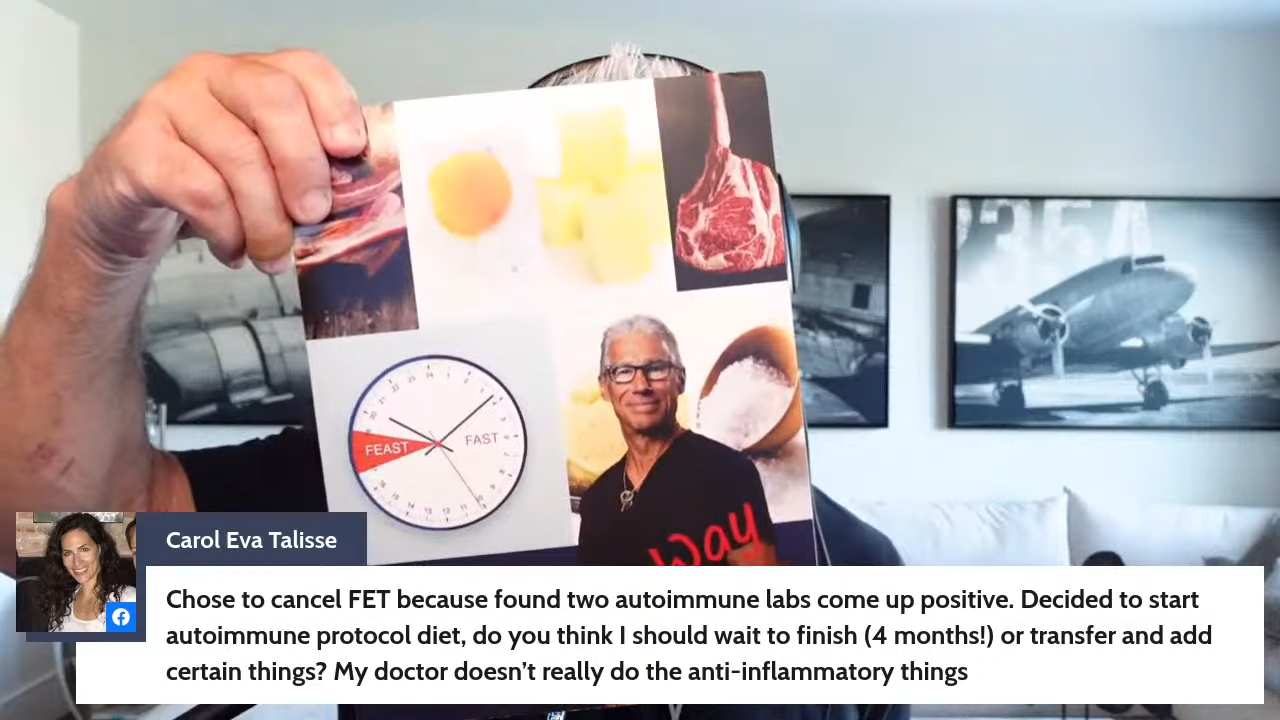 354
FEAST
FAST
Way
Carol Eva Talisse
Chose to cancel FET because found two autoimmune labs come up positive. Decided to start
autoimmune protocol diet, do you think I should wait to finish (4 months!) or transfer and add
certain things? My doctor doesn’t really do the anti-inflammatory things